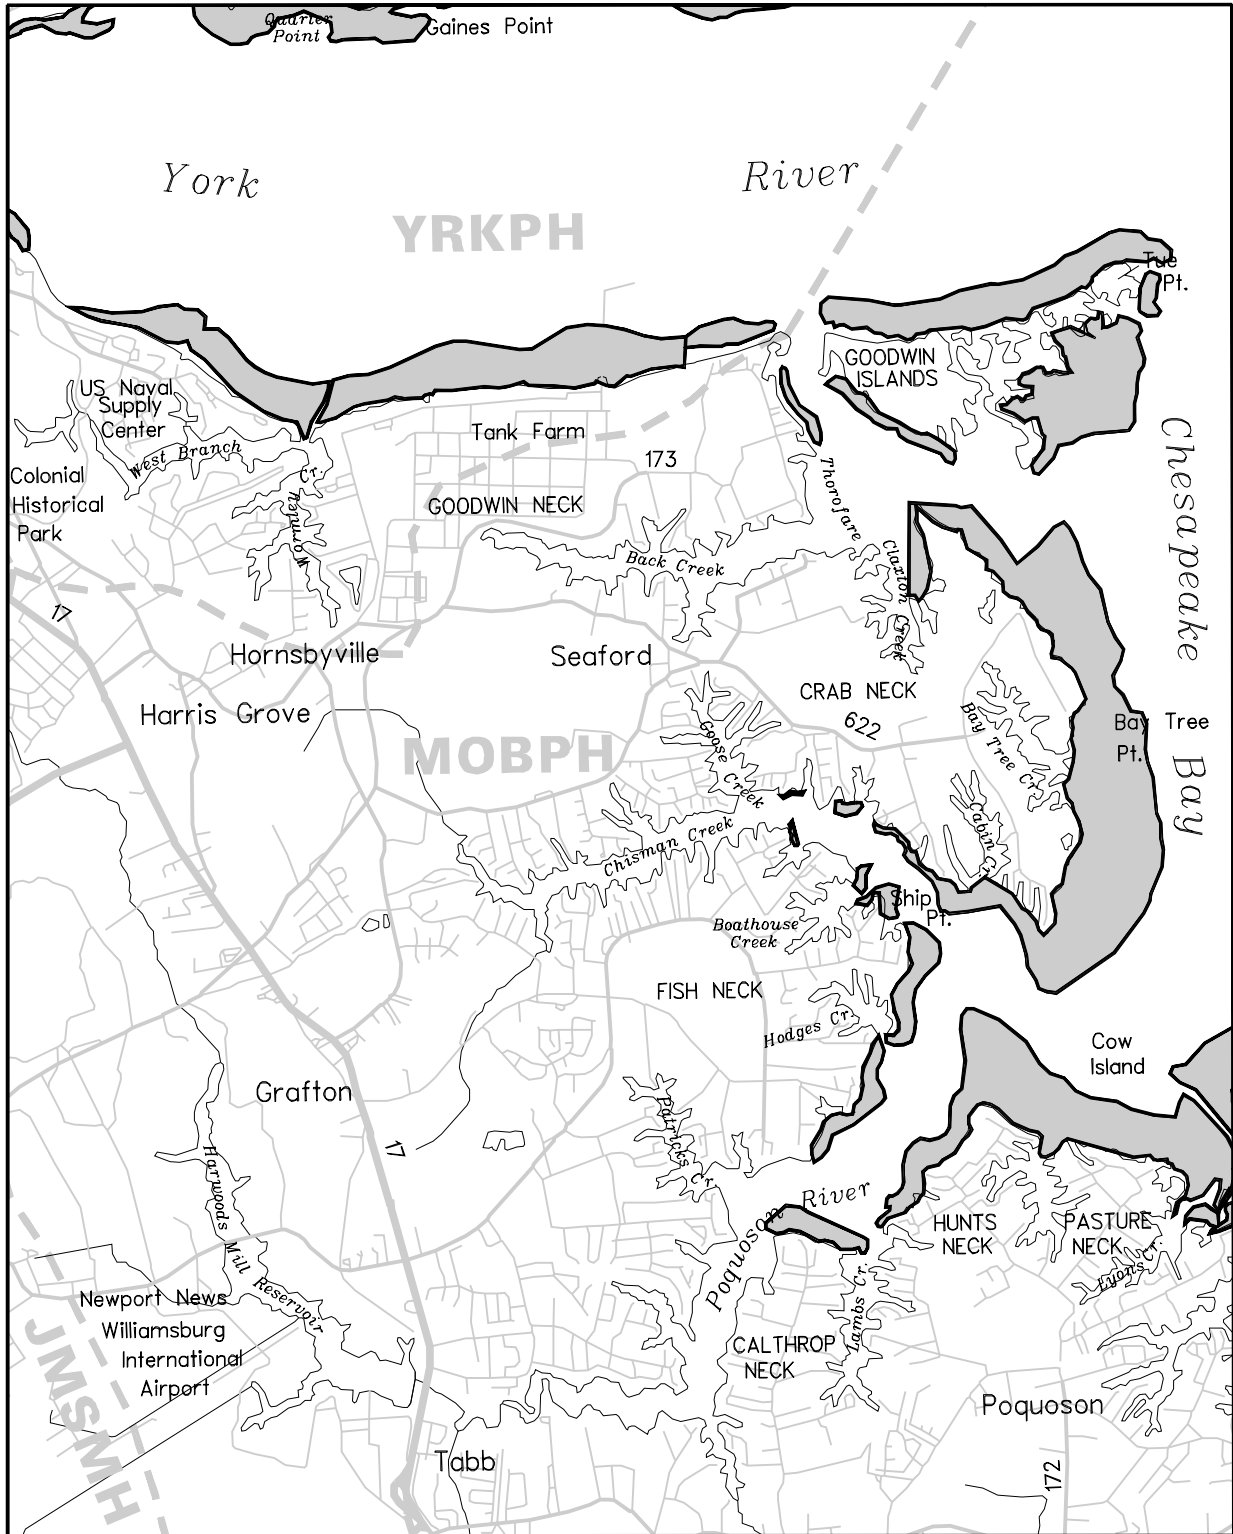 Quarter
Point
Gaines Point
York
River
YRKPH
Tue
Pt.
GOODWIN
ISLANDS
US Naval
Supply
Center
West Branch
Tank Farm
173
Colonial
Historical
Park
Cr.
Wormley
GOODWIN NECK
Thorofare
Back Creek
Claxton Creek
Chesapeake
Bay
17
Hornsbyville
Seaford
CRAB NECK
622
Harris Grove
Bay Tree
Pt.
MOBPH
Goose Creek
Bay Tree Cr.
Cabin Cr.
Chisman Creek
Ship
Pt.
Boathouse
Creek
FISH NECK
Hodges Cr.
Cow
Island
Grafton
Patricks Cr.
17
Harwoods Mill Reservoir
Poquoson River
HUNTS
NECK
PASTURE
NECK
Lyons Cr.
Lambs Cr.
Newport News
Williamsburg
International
Airport
JMSMH
CALTHROP
NECK
Poquoson
Tabb
172